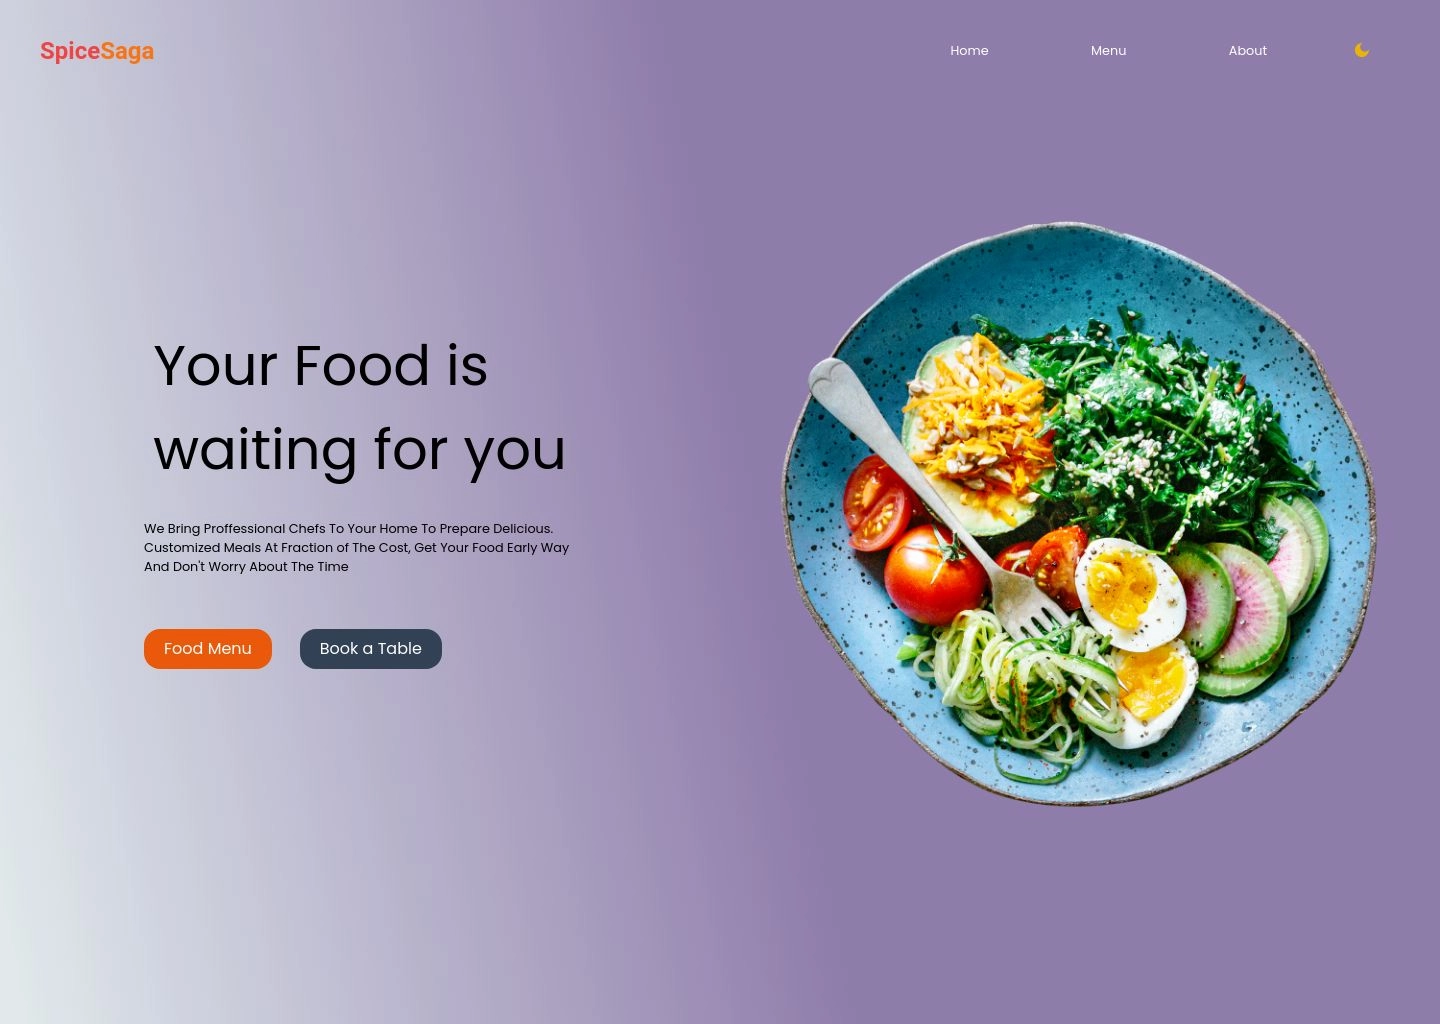 SpiceSaga
Home
Menu
About
Your Food is
waiting for you
We Bring Proffessional Chefs To Your Home To Prepare Delicious.
Customized Meals At Fraction of The Cost, Get Your Food Early Way
And Don't Worry About The Time
Food Menu
Book a Table